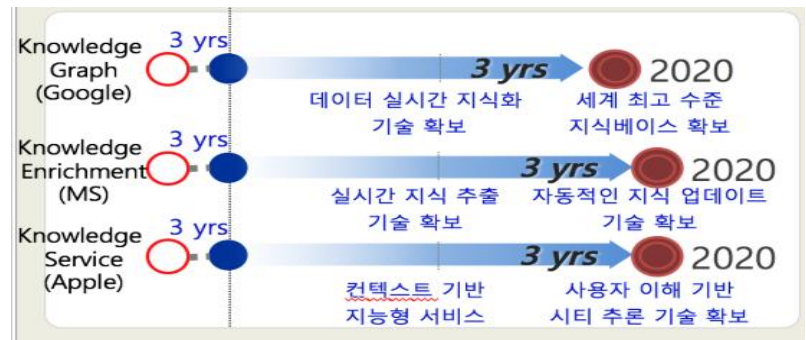 3 yrs
Knowledge
Graph
(Google)
3 yrs
2020
데이터 실시간 지식화
기술 확보
세계 최고 수준
지식베이스 확보
3 yrs
Knowledge
Enrichment
(MS)
3 yrs
2020
실시간 지식 추출
기술 확보
자동적인 지식 업데이트
기술 확보
3 yrs
Knowledge
Service
(Apple)
3 yrs
2020
컨텍스트 기반
지능형 서비스
사용자 이해 기반
시티 추론 기술 확보